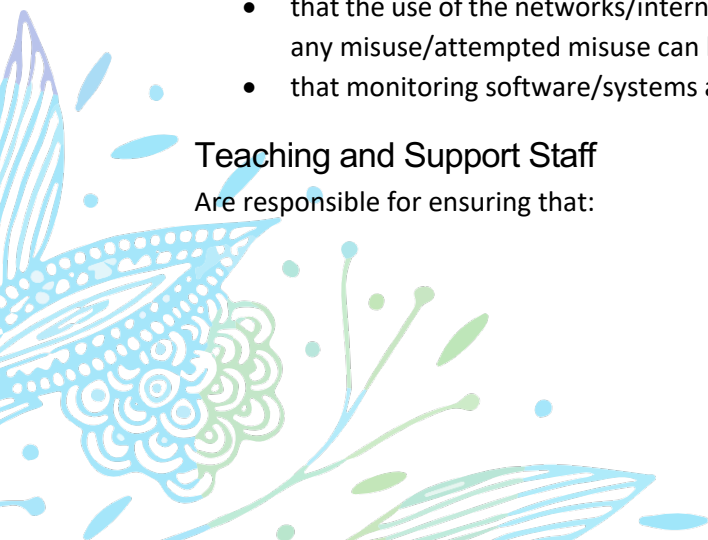 • that the use of the networks/intern
any misuse/attempted misuse can
• that monitoring software/systems
Teaching and Support Staff
Are responsible for ensuring that: